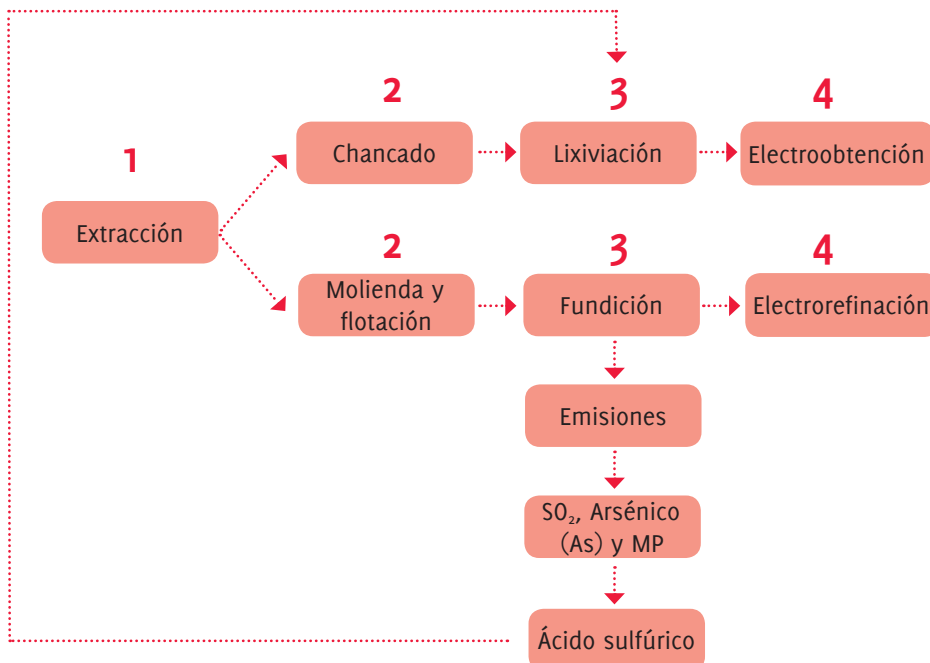 2
3
4
1
Chancado
Lixiviación
Electroobtención
Extracción
2
3
4
Molienda y
flotación
Fundición
Electrorefinación
Emisiones
SO₂, Arsénico
(As) y MP
Ácido sulfúrico